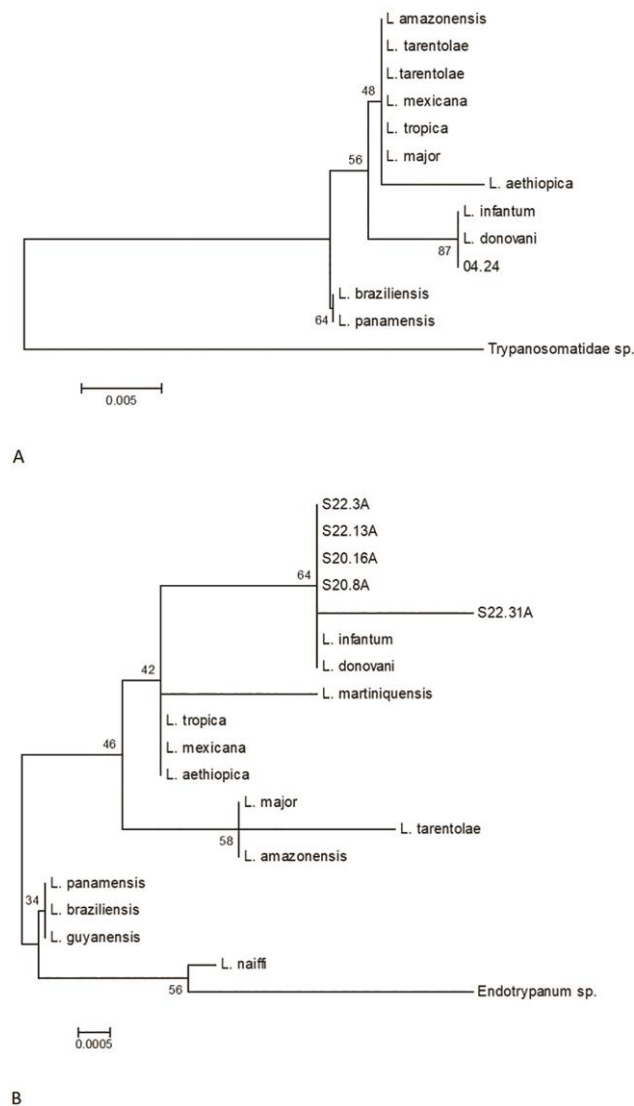 L amazonensis
L. tarentolae
L.tarentolae
48
L. mexicana
L. tropica
56
L. major
L. aethiopica
L. infantum
L. donovani
87
04.24
L. braziliensis
64
L. panamensis
Trypanosomatidae sp.
0.005
A
S22.3A
S22.13A
S20.16A
64
S20.8A
S22.31A
L. infantum
42
L. donovani
L. martiniquensis
L. tropica
46
L. mexicana
L. aethiopica
L. major
L. tarentolae
58
L. amazonensis
L. panamensis
34
L. braziliensis
L. guyanensis
L. naiffi
56
Endotrypanum sp.
0.0005
B